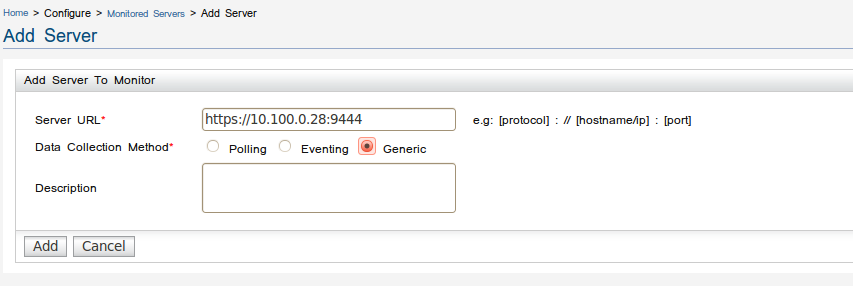 Home > Configure > Monitored Servers > Add Server
Add Server
Add Server To Monitor
Server URL* https://10.100.0.28:9444 e.g: [protocol] : // [hostname/ip] : [port]
Data Collection Method* Polling Eventing Generic
Description
Add Cancel